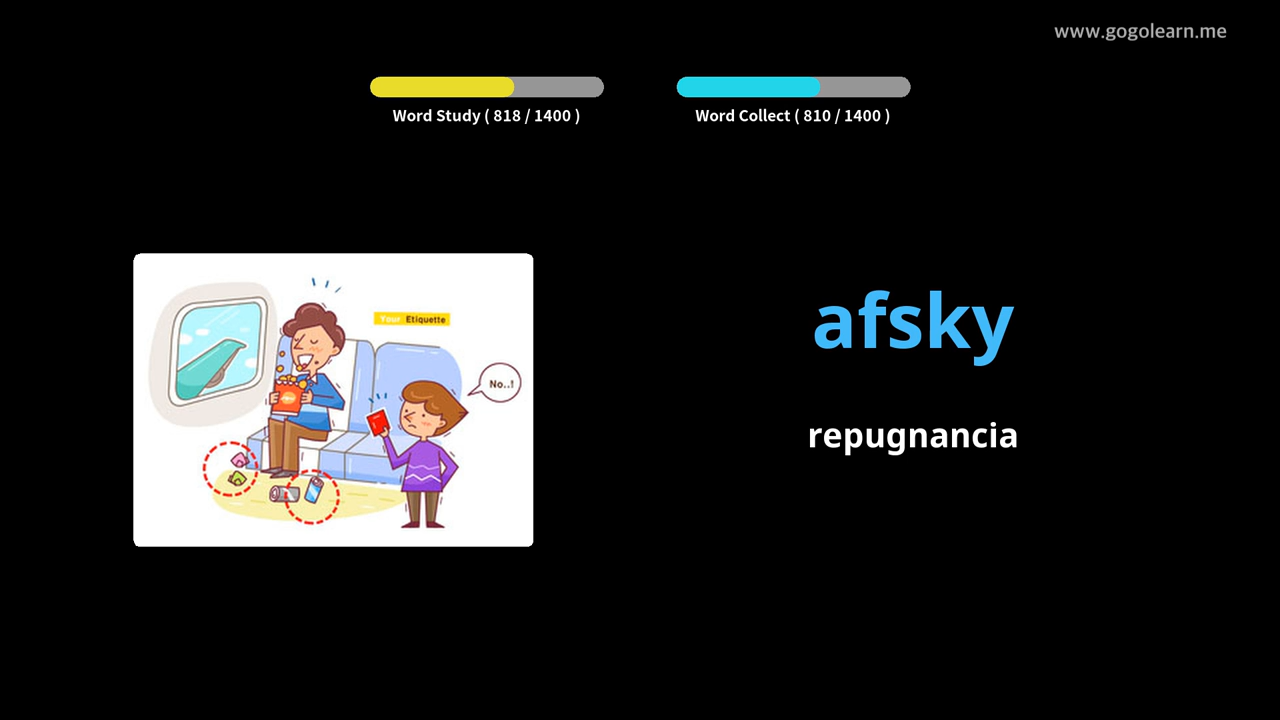 www.gogolearn.me
Word Study ( 818 / 1400 )
Word Collect ( 810 / 1400 )
Your Etiquette
No..!
afsky
repugnancia